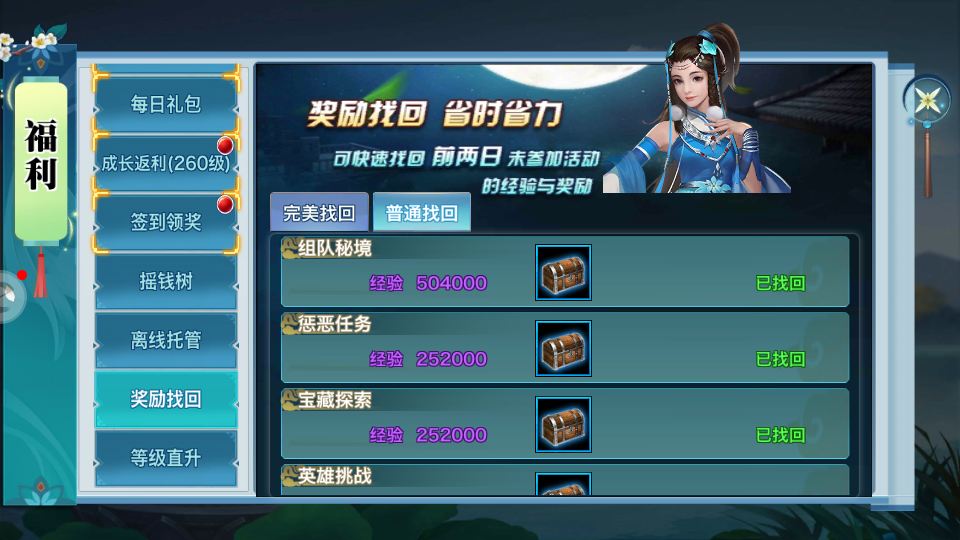 福利
每日礼包
成长返利(260级)
签到领奖
摇钱树
离线托管
奖励找回
等级直升
奖励找回 省时省力
可快速找回 前两日 未参加活动
的经验与奖励
完美找回 普通找回
组队秘境
经验 504000 已找回
惩恶任务
经验 252000 已找回
宝藏探索
经验 252000 已找回
英雄挑战